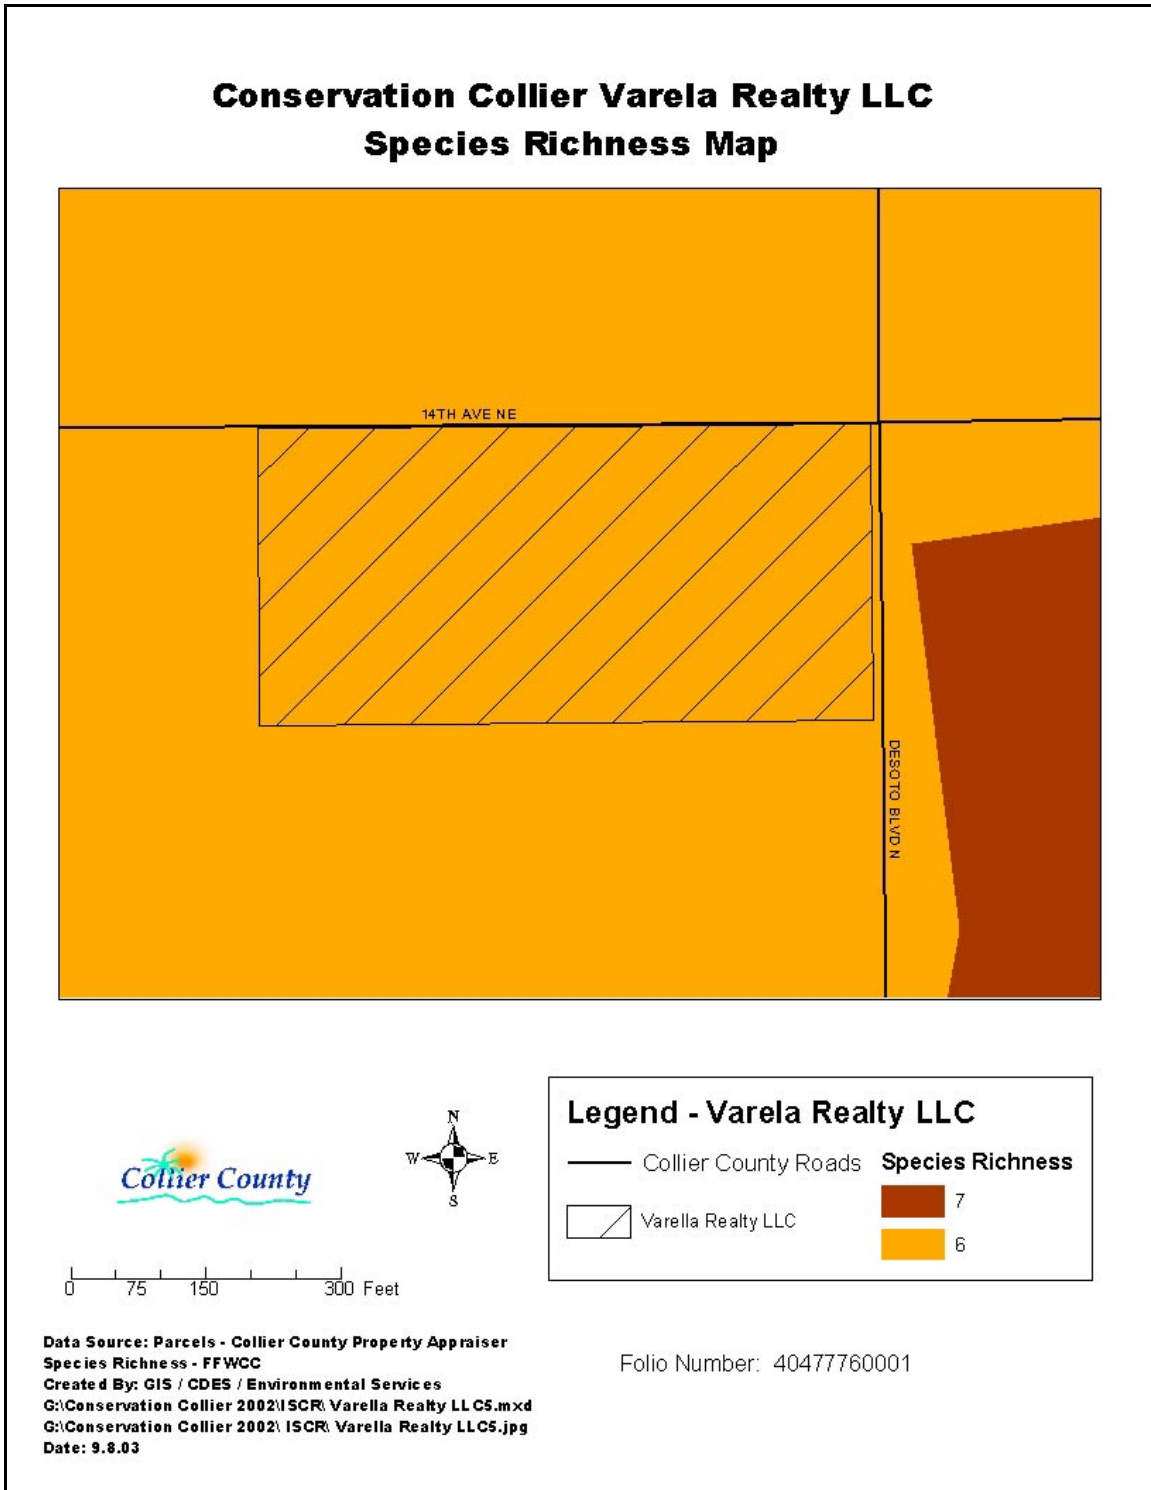 Conservation Collier Varela Realty LLC
Species Richness Map
14TH AVE NE
DESOTO BLVD N
N
W
E
S
Collier County
0
75
150
300 Feet
Legend - Varela Realty LLC
Collier County Roads
Varella Realty LLC
Species Richness
7
6
Data Source: Parcels - Collier County Property Appraiser
Species Richness - FFWCC
Created By: GIS / CDES / Environmental Services
G:\Conservation Collier 2002\ISCR\ Varella Realty LLC5.mxd
G:\Conservation Collier 2002\ ISCR\ Varella Realty LLC5.jpg
Date: 9.8.03
Folio Number: 40477760001